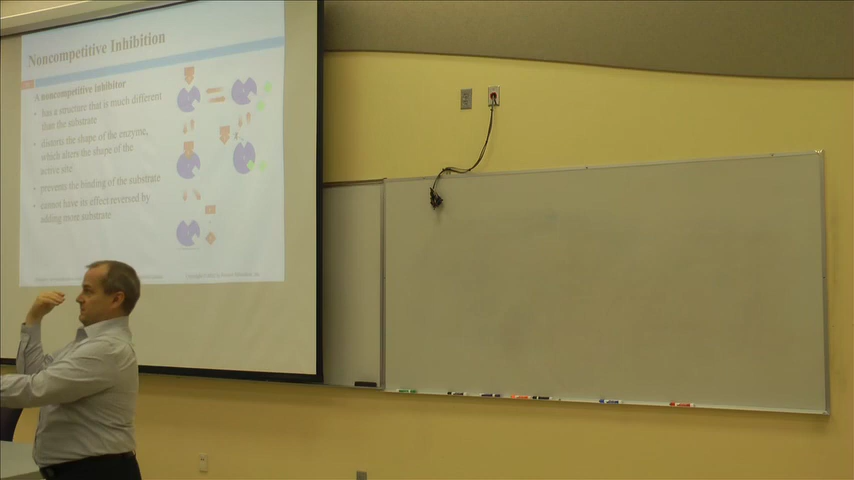 Noncompetitive Inhibition
A noncompetitive inhibitor
• has a structure that is much different
than the substrate
• distorts the shape of the enzyme,
which alters the shape of the
active site
• prevents the binding of the substrate
• cannot have its effect reversed by
adding more substrate